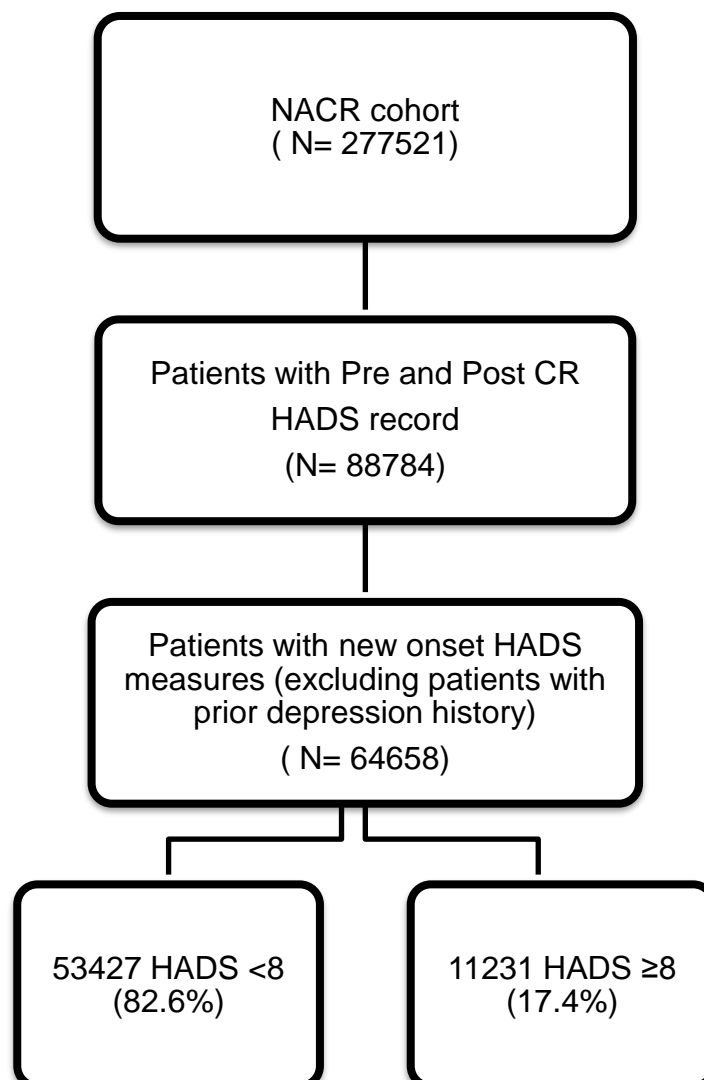 NACR cohort
( N= 277521)
Patients with Pre and Post CR
HADS record
(N= 88784)
Patients with new onset HADS
measures (excluding patients with
prior depression history)
( N= 64658)
53427 HADS <8
(82.6%)
11231 HADS ≥8
(17.4%)